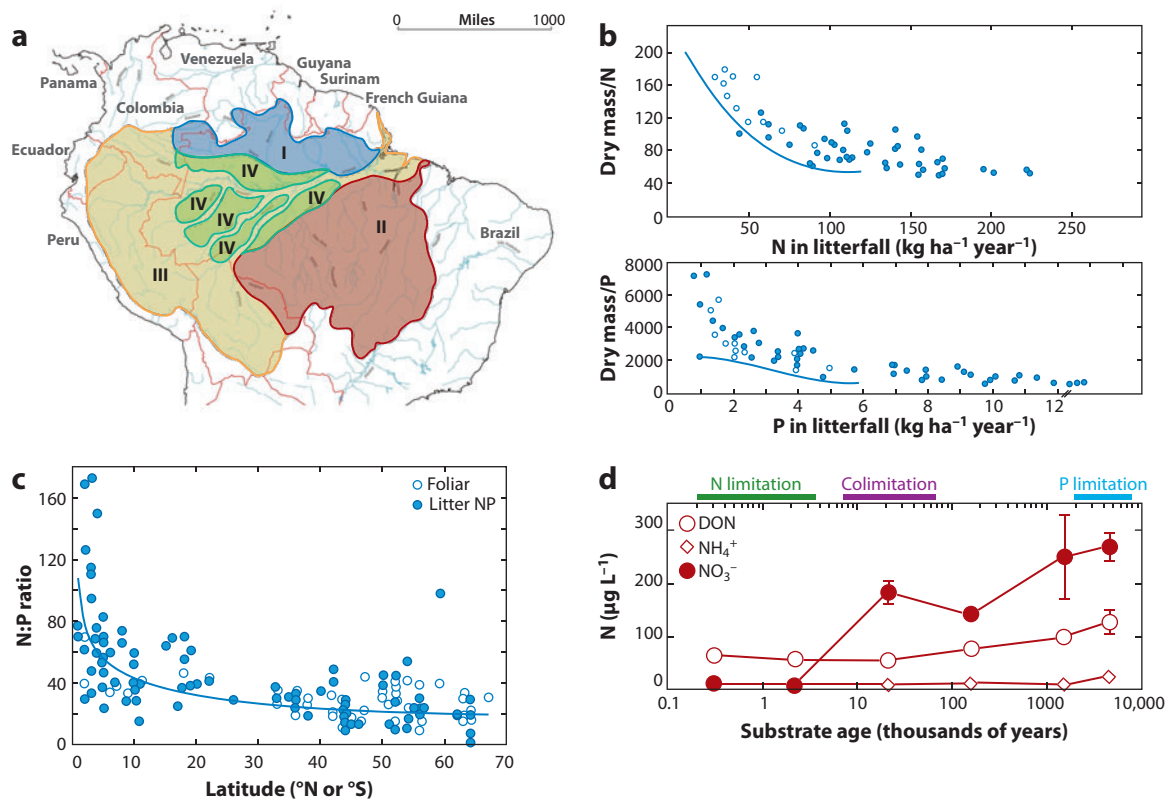 a
0 Miles 1000
Venezuela
Guyana
Surinam
French Guiana
Panama
Colombia
Ecuador
Peru
Brazil
I
IV
IV
IV
IV
IV
II
III
b
Dry mass/N
200
160
120
80
40
0
50 100 150 200 250
N in litterfall (kg ha⁻¹ year⁻¹)
Dry mass/P
8000
6000
4000
2000
0
0 2 4 6 8 10 12
P in litterfall (kg ha⁻¹ year⁻¹)
c
Foliar
Litter NP
N:P ratio
160
120
80
40
0
0 10 20 30 40 50 60 70
Latitude (°N or °S)
d
N limitation Colimitation P limitation
DON
NH₄⁺
NO₃⁻
N (µg L⁻¹)
300
200
100
0
0.1 1 10 100 1000 10,000
Substrate age (thousands of years)